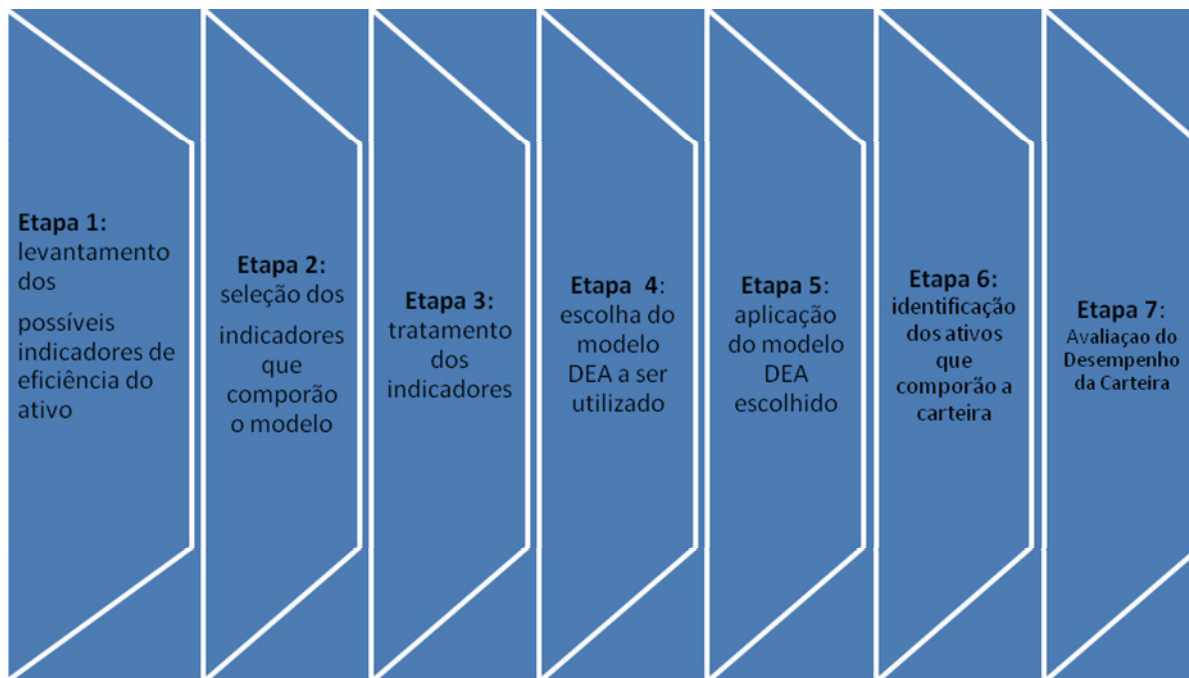 Etapa 1:
levantamento
dos
possíveis
indicadores de
eficiência do
ativo
Etapa 2:
seleção dos
indicadores
que
comporão
o modelo
Etapa 3:
tratamento
dos
indicadores
Etapa 4:
escolha do
modelo
DEA a ser
utilizado
Etapa 5:
aplicação
do modelo
DEA
escolhido
Etapa 6:
identificação
dos ativos
que
comporão a
carteira
Etapa 7:
Avaliaçao do
Desempenho
da Carteira